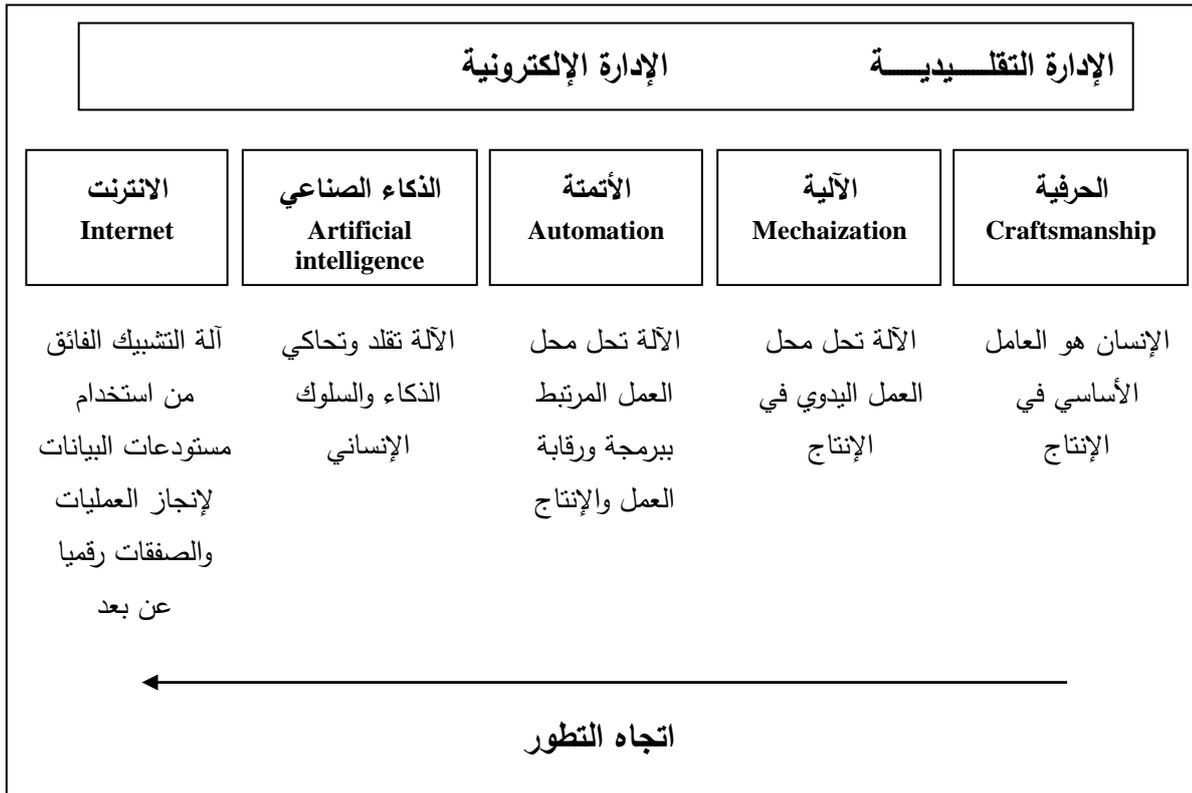 الإدارة التقلـــــيديـــــة الإدارة الإلكترونية
الحرفية
Craftsmanship
الآلية
Mechaization
الأتمتة
Automation
الذكاء الصناعي
Artificial
intelligence
الانترنت
Internet
الإنسان هو العامل
الأساسي في
الإنتاج
الآلة تحل محل
العمل اليدوي في
الإنتاج
الآلة تحل محل
العمل المرتبط
ببرمجة ورقابة
العمل والإنتاج
الآلة تقلد وتحاكي
الذكاء والسلوك
الإنساني
آلة التشبيك الفائق
من استخدام
مستودعات البيانات
لإنجاز العمليات
والصفقات رقميا
عن بعد
اتجاه التطور